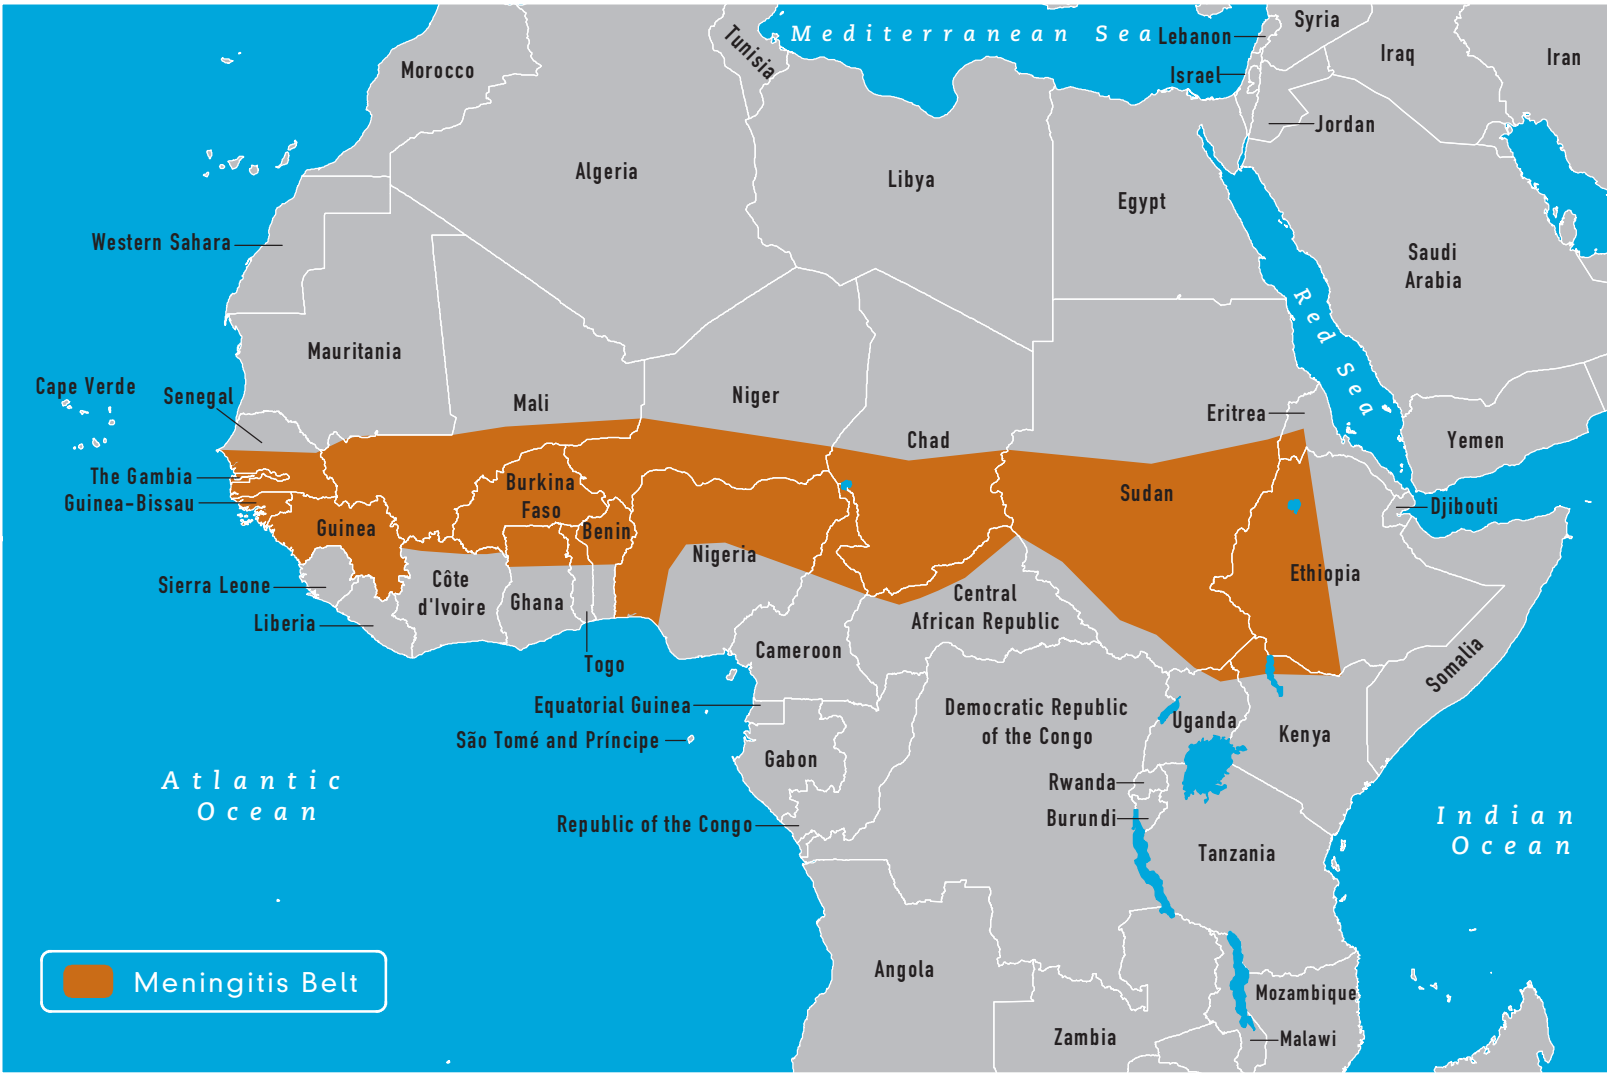 Mediterranean Sea
Lebanon
Syria
Tunisia
Iraq
Iran
Morocco
Israel
Jordan
Algeria
Libya
Egypt
Western Sahara
Saudi
Arabia
Red Sea
Mauritania
Cape Verde
Senegal
Mali
Niger
Chad
Eritrea
Yemen
The Gambia
Guinea-Bissau
Burkina
Faso
Sudan
Djibouti
Guinea
Benin
Nigeria
Ethiopia
Sierra Leone
Côte
d'Ivoire
Ghana
Central
African Republic
Liberia
Togo
Cameroon
Somalia
Equatorial Guinea
Democratic Republic
of the Congo
Uganda
Kenya
São Tomé and Príncipe
Gabon
Atlantic
Ocean
Rwanda
Republic of the Congo
Burundi
Indian
Ocean
Tanzania
Angola
Meningitis Belt
Mozambique
Zambia
Malawi